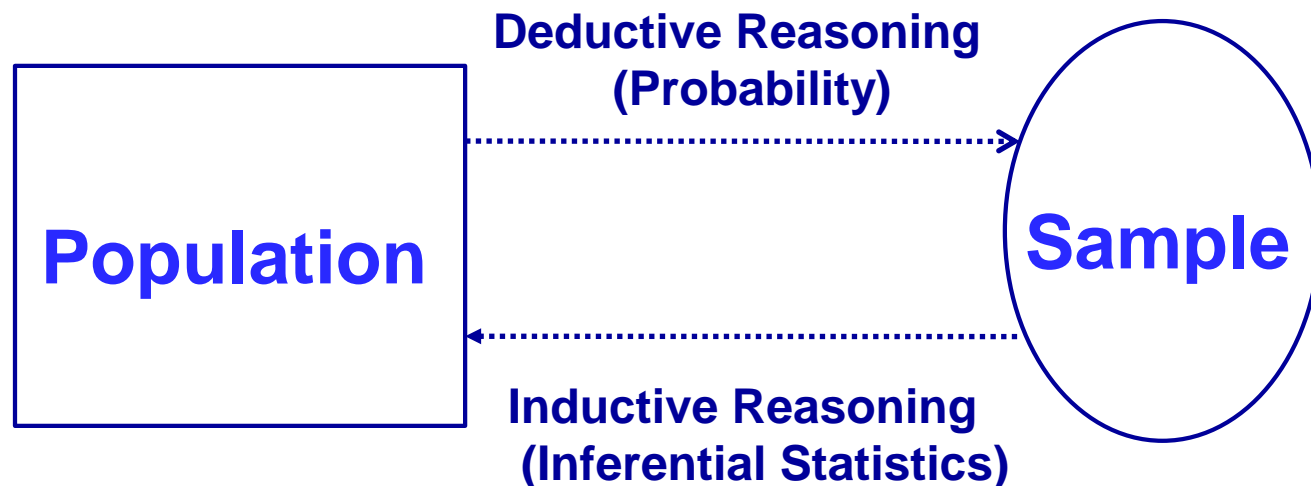 Deductive Reasoning
(Probability)
Population
Sample
Inductive Reasoning
(Inferential Statistics)